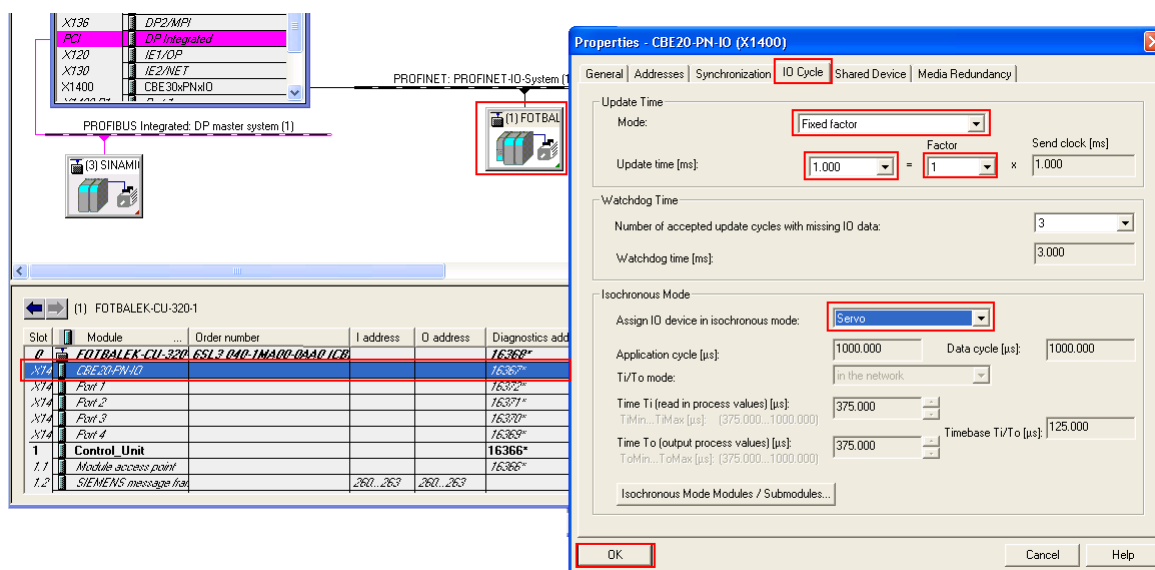 X136 DP2/MPI
PCI DP Integrated
X120 IE1/OP
X130 IE2/NET
X1400 CBE30xPNxIO
PROFINET: PROFINET-IO-System (1
PROFIBUS Integrated: DP master system (1)
(3) SINAMI
(1) FOTBAL
(1) FOTBALEK-CU-320-1
Slot Module ... Order number I address O address Diagnostics add
0 FOTBALEK-CU-320 6SL3 040-1MA00-0AA0 (CB 16368*
X14 CBE20-PN-IO 16367*
X14 Port 1 16372*
X14 Port 2 16371*
X14 Port 3 16370*
X14 Port 4 16369*
1 Control_Unit 16366*
1.1 Module access point 16366*
1.2 SIEMENS message fra 260...263 260...263
Properties - CBE20-PN-IO (X1400)
General Addresses Synchronization IO Cycle Shared Device Media Redundancy
Update Time
Mode: Fixed factor
Factor Send clock [ms]
Update time [ms]: 1.000 = 1 x 1.000
Watchdog Time
Number of accepted update cycles with missing IO data: 3
Watchdog time [ms]: 3.000
Isochronous Mode
Assign IO device in isochronous mode: Servo
Application cycle [µs]: 1000.000 Data cycle [µs]: 1000.000
Ti/To mode: in the network
Time Ti (read in process values) [µs]: 375.000
TiMin...TiMax [µs]: (375.000...1000.000)
Timebase Ti/To [µs]: 125.000
Time To (output process values) [µs]: 375.000
ToMin...ToMax [µs]: (375.000...1000.000)
Isochronous Mode Modules / Submodules...
OK Cancel Help